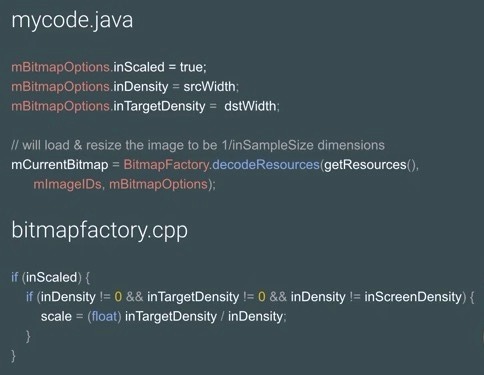 mycode.java
mBitmapOptions.inScaled = true;
mBitmapOptions.inDensity = srcWidth;
mBitmapOptions.inTargetDensity =  dstWidth;
// will load & resize the image to be 1/inSampleSize dimensions
mCurrentBitmap = BitmapFactory.decodeResources(getResources(),
mImageIDs, mBitmapOptions);
bitmapfactory.cpp
if (inScaled) {
if (inDensity != 0 && inTargetDensity != 0 && inDensity != inScreenDensity) {
scale = (float) inTargetDensity / inDensity;
}
}